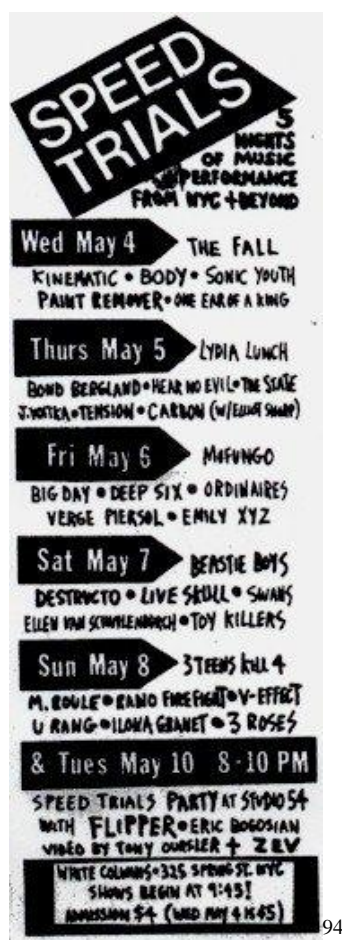 SPEED
TRIALS
5
NIGHTS
OF MUSIC
PERFORMANCE
FROM NYC + BEYOND
Wed May 4 THE FALL
KINEMATIC • BODY • SONIC YOUTH
PAINT REMOVER • ONE EAR OF A KING
Thurs May 5 LYDIA LUNCH
BOND BERGLAND • HEAR NO EVIL • THE STATE
TENSION • CARBON (W/ELLIOT SHARP)
Fri May 6 MOFUNGO
BIG DAY • DEEP SIX • ORDINAIRES
VERGE PIERSOL • EMILY XYZ
Sat May 7 BEASTIE BOYS
DESTRUCTO • LIVE SKULL • SWANS
ELLEN VAN • TOY KILLERS
Sun May 8 3 TEENS KILL 4
M. ROULE • FIREFIGHT • V-EFFECT
U RANG • ILONA GRANET • 3 ROSES
& Tues May 10 8-10 PM
SPEED TRIALS PARTY AT STUDIO 54
WITH FLIPPER • ERIC BOGOSIAN
VIDEO BY TONY OURSLER + ZEV
WHITE COLUMNS • 325 SPRING ST. NYC
SHOWS BEGIN AT 9:45!
ADMISSION $4 (WED MAY 4 IS $5)
94